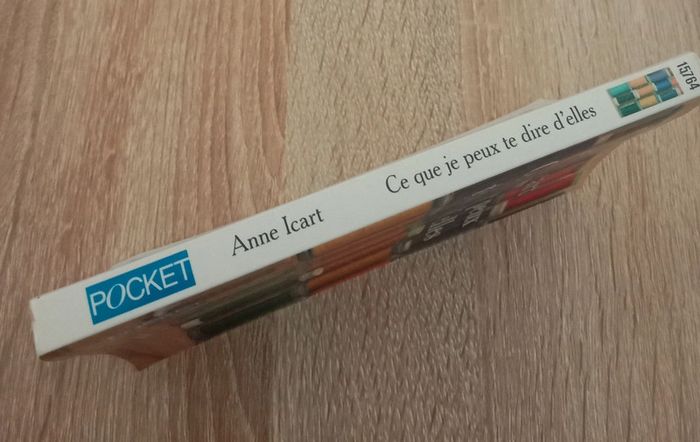 POCKET
Anne Icart
Ce que je peux te dire d'elles
15764